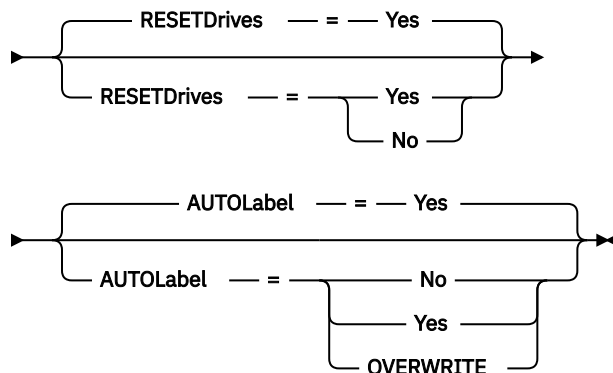 RESETDrives = Yes
RESETDrives = Yes
No
AUTOLabel = Yes
AUTOLabel = No
Yes
OVERWRITE